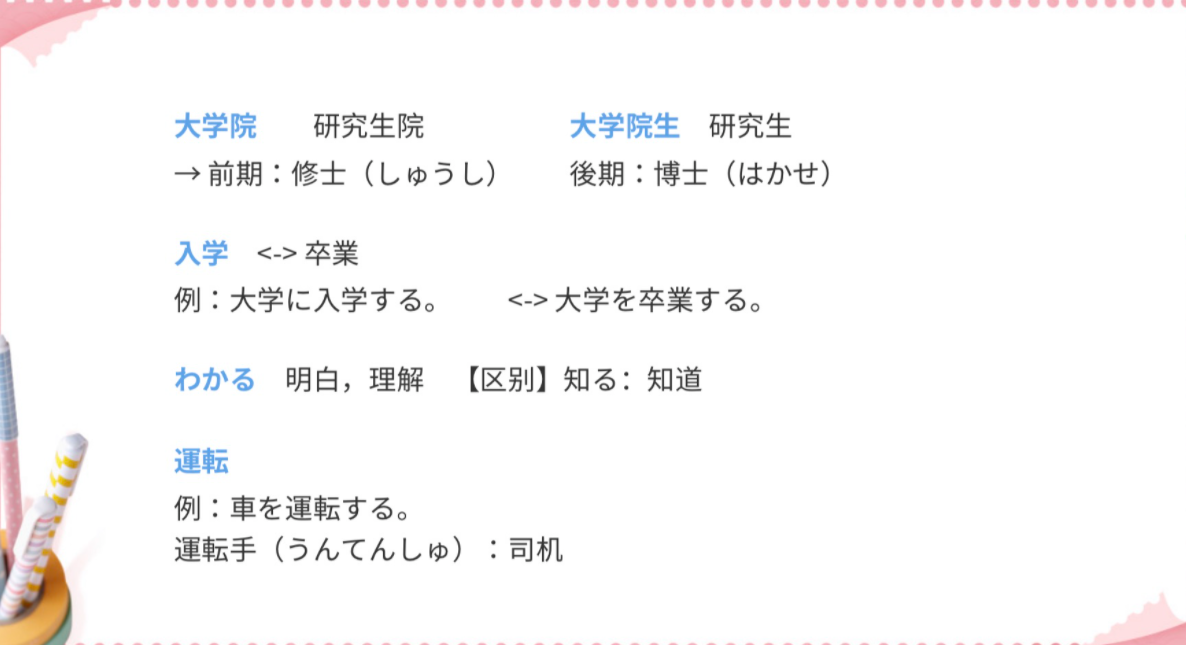 大学院　　研究生院　　　　　大学院生　研究生
→ 前期：修士（しゅうし）　　後期：博士（はかせ）
入学　<-> 卒業
例：大学に入学する。　　<-> 大学を卒業する。
わかる　明白，理解　【区别】知る：知道
運転
例：車を運転する。
運転手（うんてんしゅ）：司机